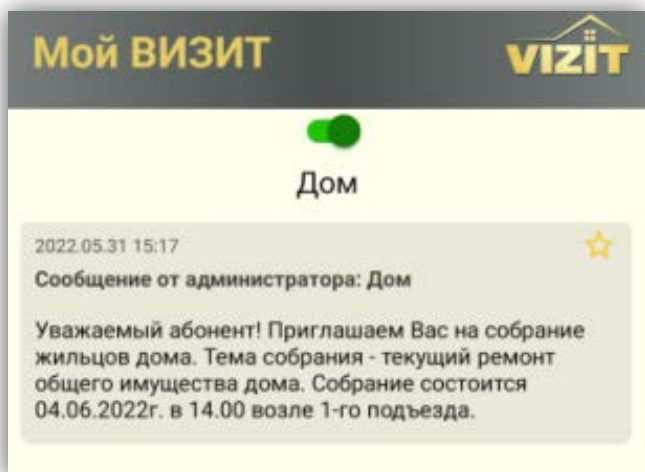 Мой ВИЗИТ
VIZIT
Дом
2022.05.31 15:17
Сообщение от администратора: Дом
Уважаемый абонент! Приглашаем Вас на собрание
жильцов дома. Тема собрания - текущий ремонт
общего имущества дома. Собрание состоится
04.06.2022г. в 14.00 возле 1-го подъезда.